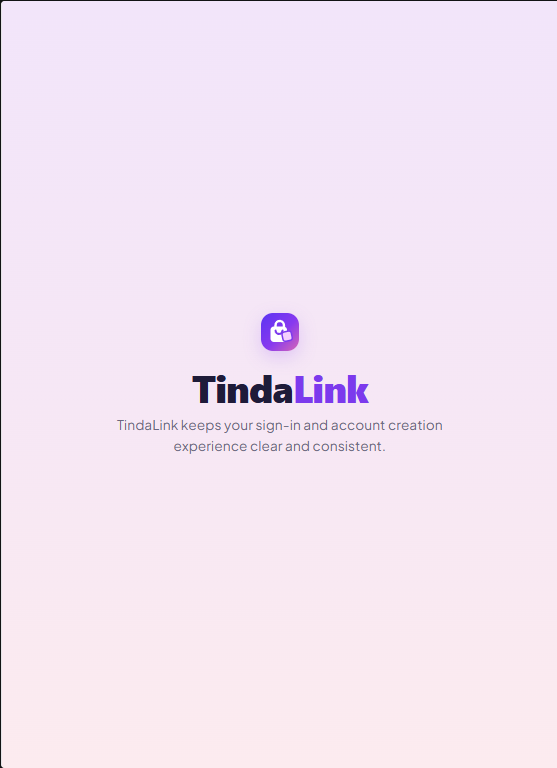 TindaLink
TindaLink keeps your sign-in and account creation
experience clear and consistent.